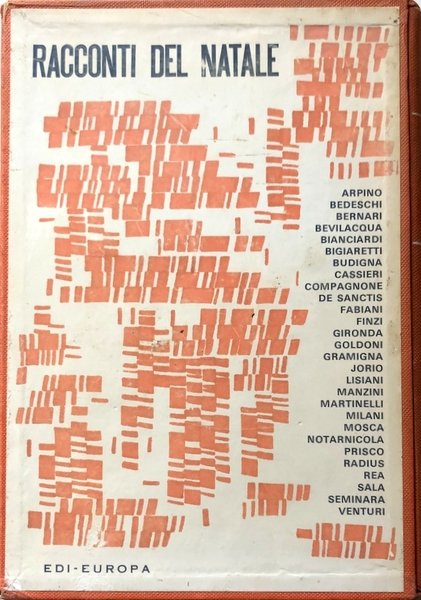 RACCONTI DEL NATALE
ARPINO
BEDESCHI
BERNARI
BEVILACQUA
BIANCIARDI
BIGIARETTI
BUDIGNA
CASSIERI
COMPAGNONE
DE SANCTIS
FABIANI
FINZI
GIRONDA
GOLDONI
GRAMIGNA
JORIO
LISIANI
MANZINI
MARTINELLI
MILANI
MOSCA
NOTARNICOLA
PRISCO
RADIUS
REA
SALA
SEMINARA
VENTURI
EDI-EUROPA